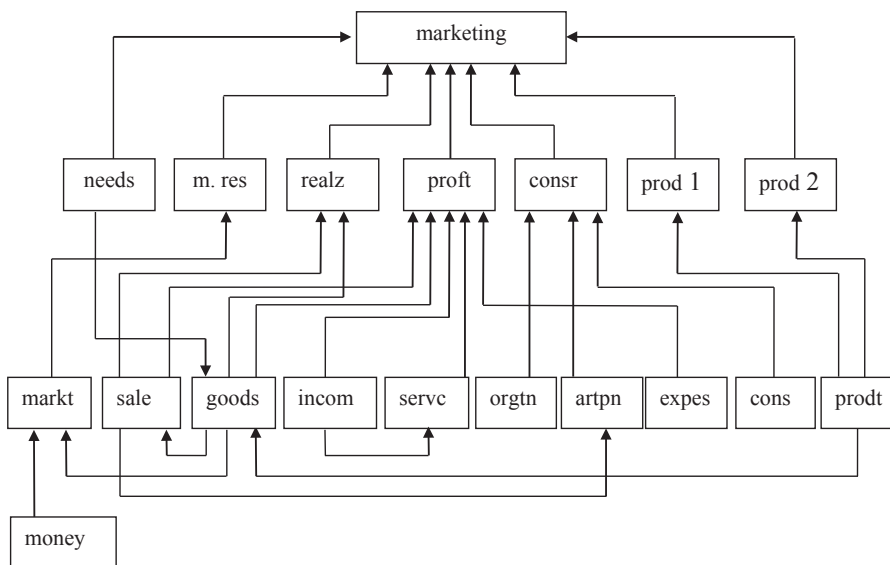 marketing
needs
m. res
realz
proft
consr
prod 1
prod 2
markt
sale
goods
incom
servc
orgtn
artpn
expes
cons
prodt
money